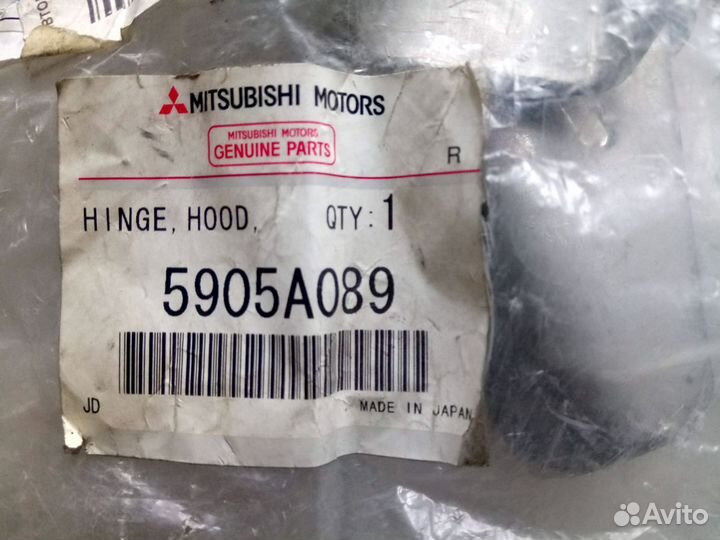 MITSUBISHI MOTORS
MITSUBISHI MOTORS
GENUINE PARTS
R
HINGE, HOOD, QTY: 1
5905A089
JD MADE IN JAPAN
Avito